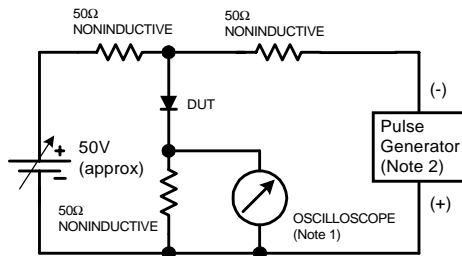 50Ω
NONINDUCTIVE
50Ω
NONINDUCTIVE
DUT
(-)
+
50V
(approx)
−
Pulse
Generator
(Note 2)
50Ω
NONINDUCTIVE
OSCILLOSCOPE
(Note 1)
(+)